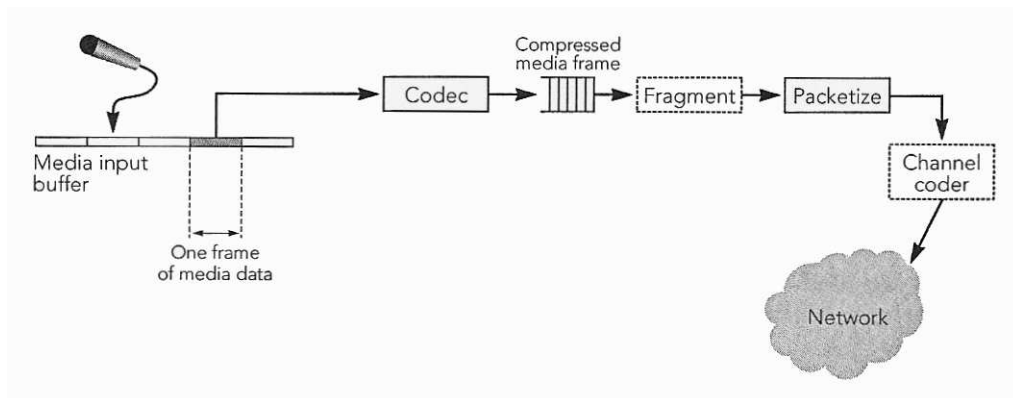 Compressed
media frame
Codec
Fragment
Packetize
Media input
buffer
Channel
coder
One frame
of media data
Network